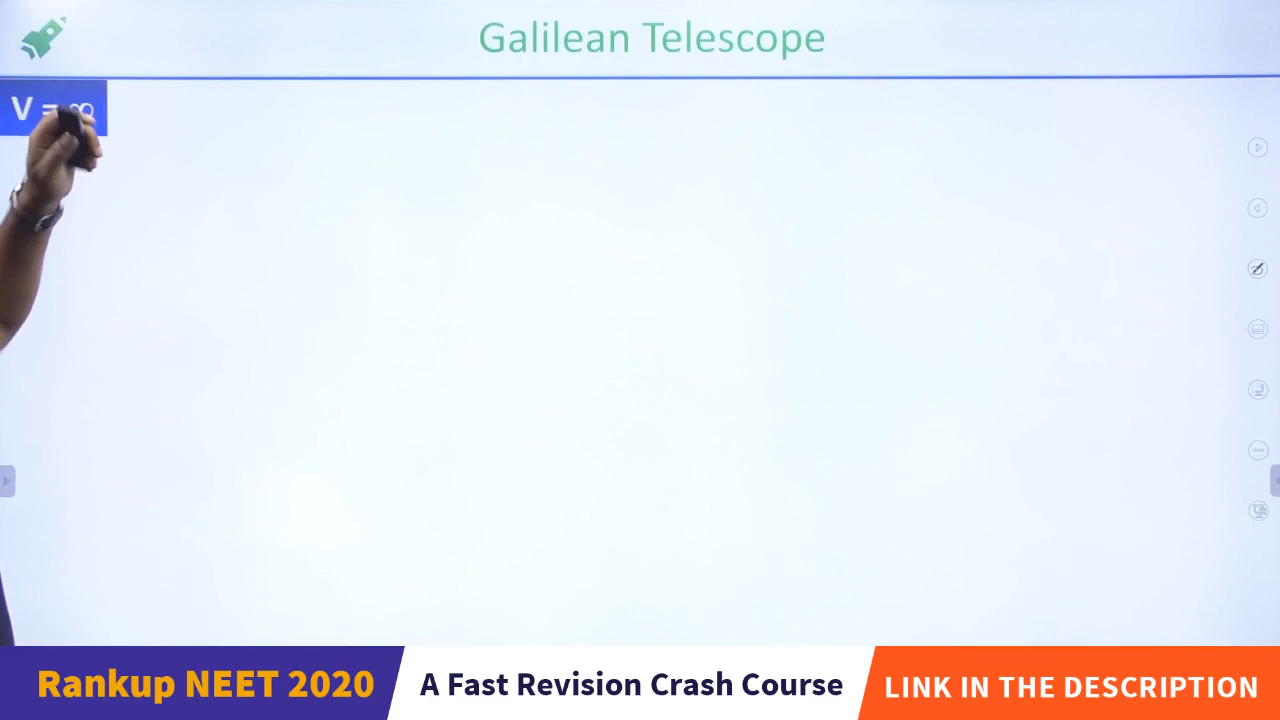 Galilean Telescope
V = ∞
Rankup NEET 2020
A Fast Revision Crash Course
LINK IN THE DESCRIPTION